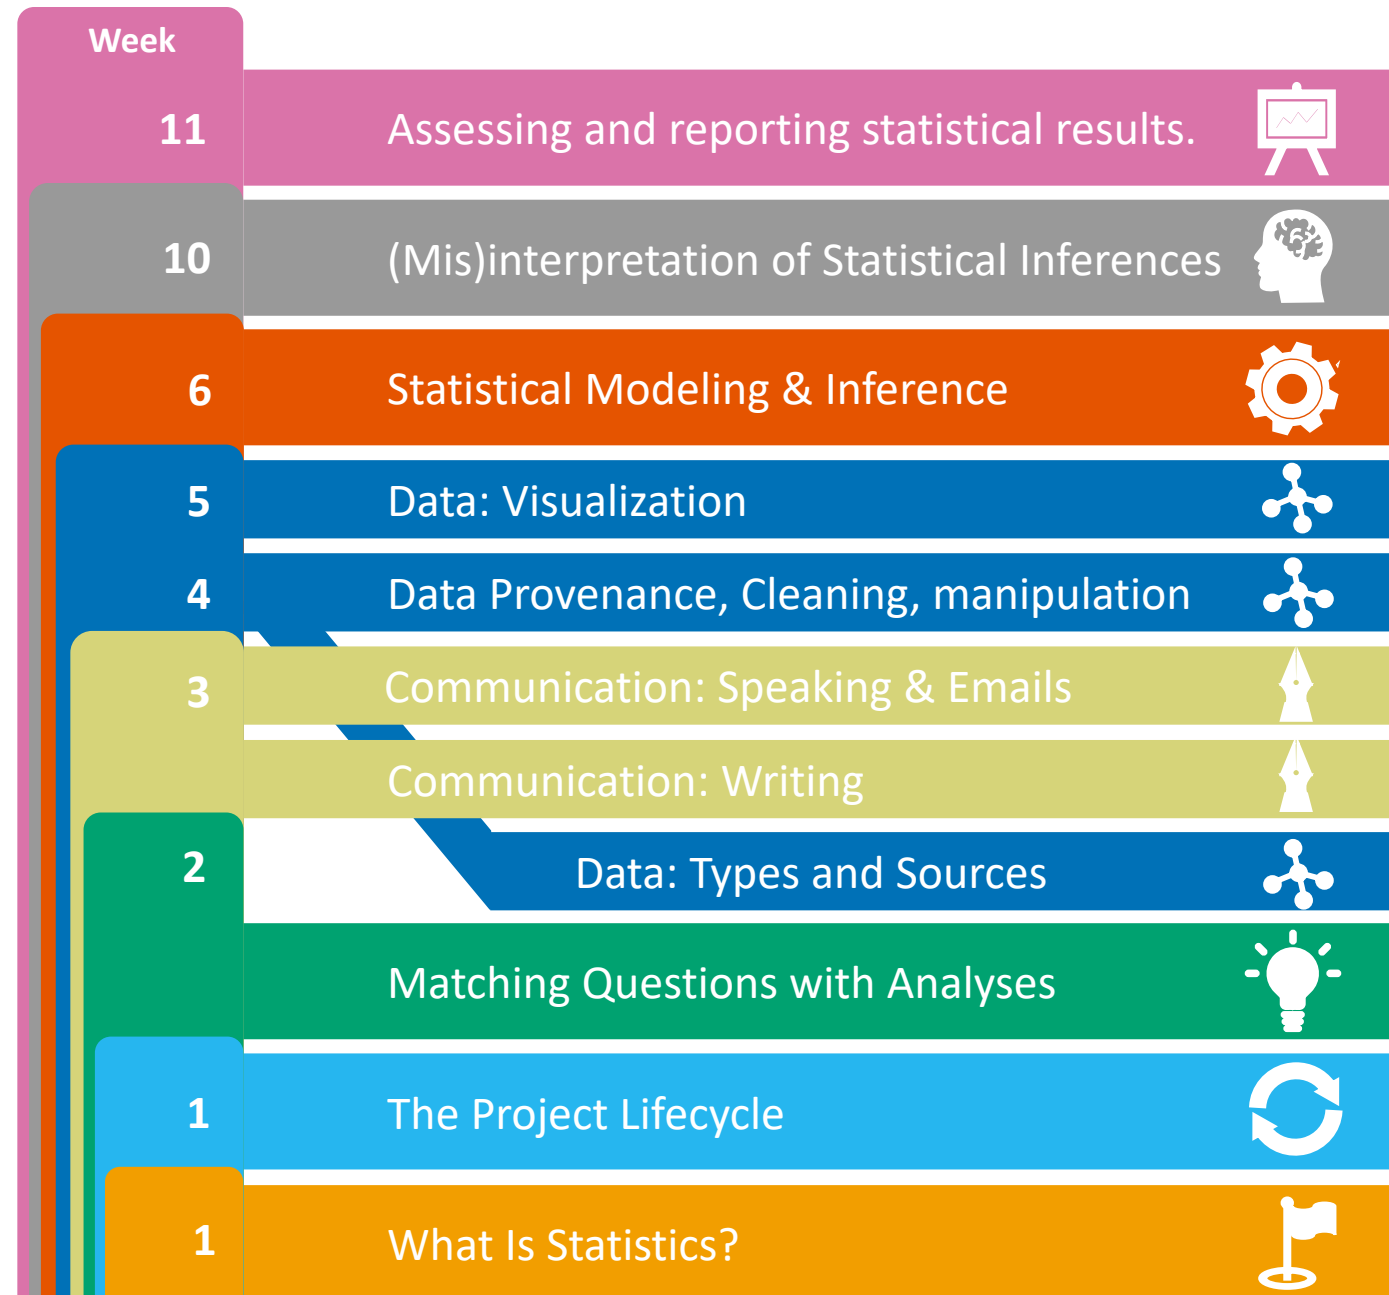 Week
11 Assessing and reporting statistical results.
10 (Mis)interpretation of Statistical Inferences
6 Statistical Modeling & Inference
5 Data: Visualization
4 Data Provenance, Cleaning, manipulation
3 Communication: Speaking & Emails
Communication: Writing
2 Data: Types and Sources
Matching Questions with Analyses
1 The Project Lifecycle
1 What Is Statistics?